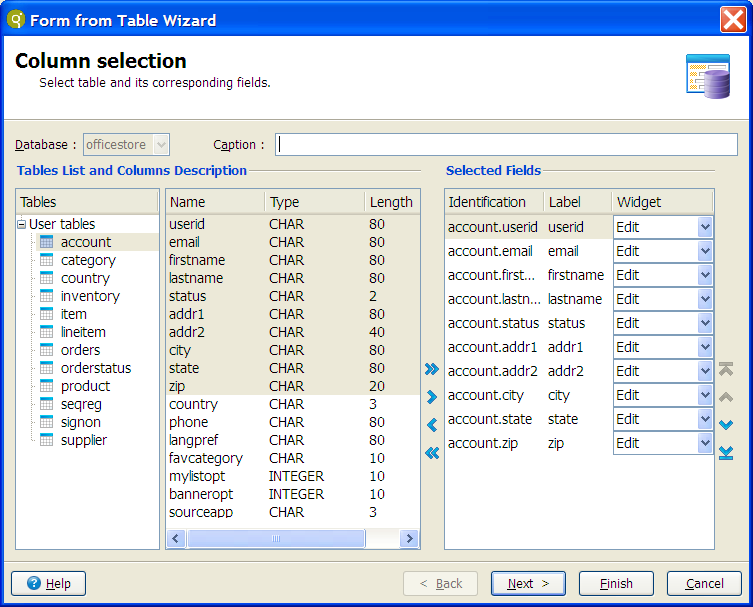 Form from Table Wizard
Column selection
Select table and its corresponding fields.
Database : officestore Caption :
Tables List and Columns Description
Selected Fields
Tables
User tables
account
category
country
inventory
item
lineitem
orders
orderstatus
product
seqreg
signon
supplier
Name Type Length
userid CHAR 80
email CHAR 80
firstname CHAR 80
lastname CHAR 80
status CHAR 2
addr1 CHAR 80
addr2 CHAR 40
city CHAR 80
state CHAR 80
zip CHAR 20
country CHAR 3
phone CHAR 80
langpref CHAR 80
favcategory CHAR 10
mylistopt INTEGER 10
banneropt INTEGER 10
sourceapp CHAR 3
Identification Label Widget
account.userid userid Edit
account.email email Edit
account.first... firstname Edit
account.lastn... lastname Edit
account.status status Edit
account.addr1 addr1 Edit
account.addr2 addr2 Edit
account.city city Edit
account.state state Edit
account.zip zip Edit
? Help < Back Next > Finish Cancel